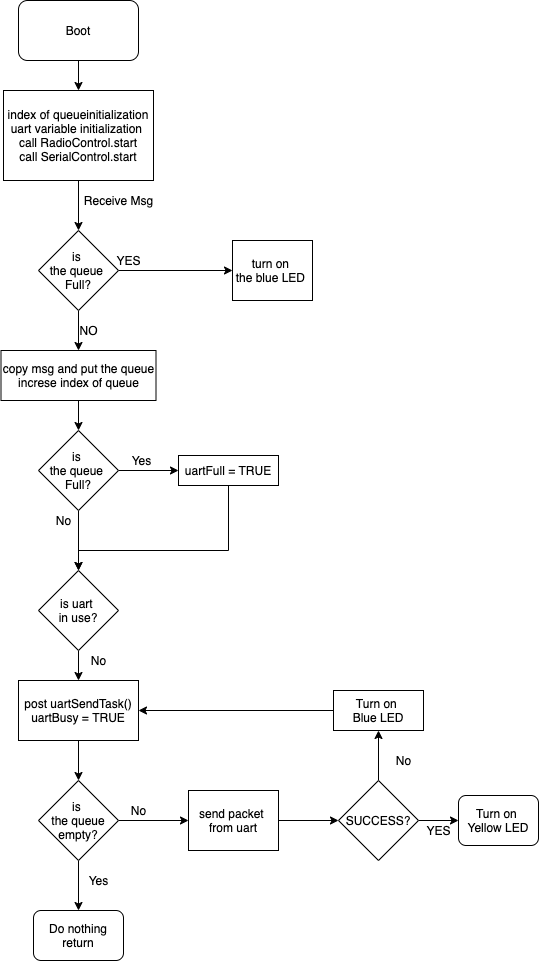 Boot
index of queueinitialization
uart variable initialization
call RadioControl.start
call SerialControl.start
Receive Msg
is
the queue
Full?
YES
turn on
the blue LED
NO
copy msg and put the queue
increse index of queue
is
the queue
Full?
Yes
uartFull = TRUE
No
is uart
in use?
No
post uartSendTask()
uartBusy = TRUE
Turn on
Blue LED
No
is
the queue
empty?
No
send packet
from uart
SUCCESS?
YES
Turn on
Yellow LED
Yes
Do nothing
return